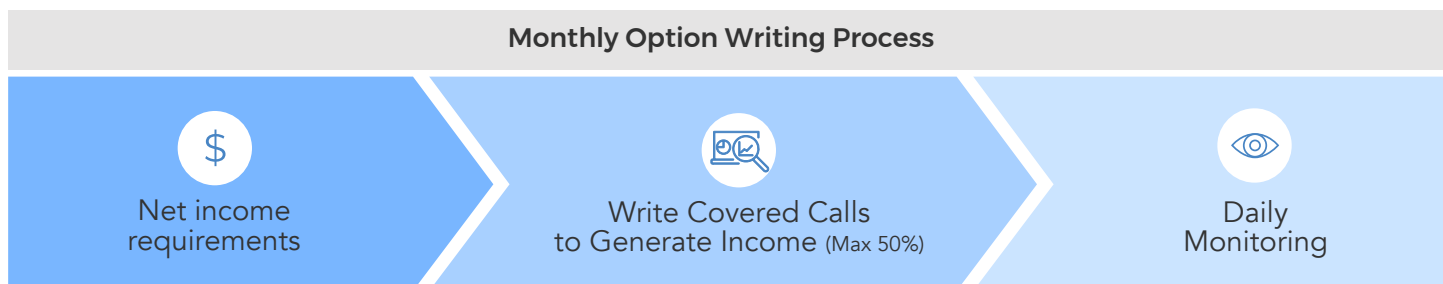 Monthly Option Writing Process
$
Net income
requirements
Write Covered Calls
to Generate Income (Max 50%)
Daily
Monitoring